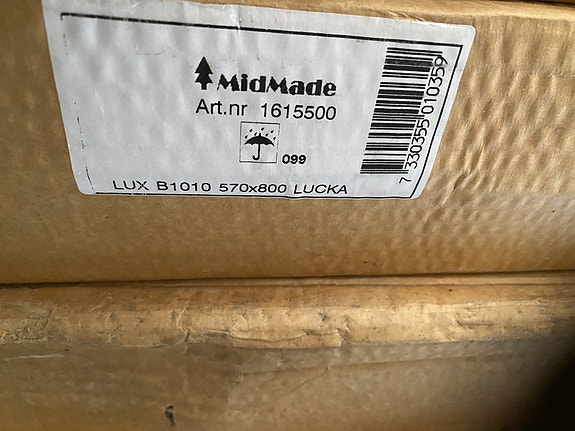 MidMade
Art.nr 1615500
099
LUX B1010 570x800 LUCKA
7 330355 010359